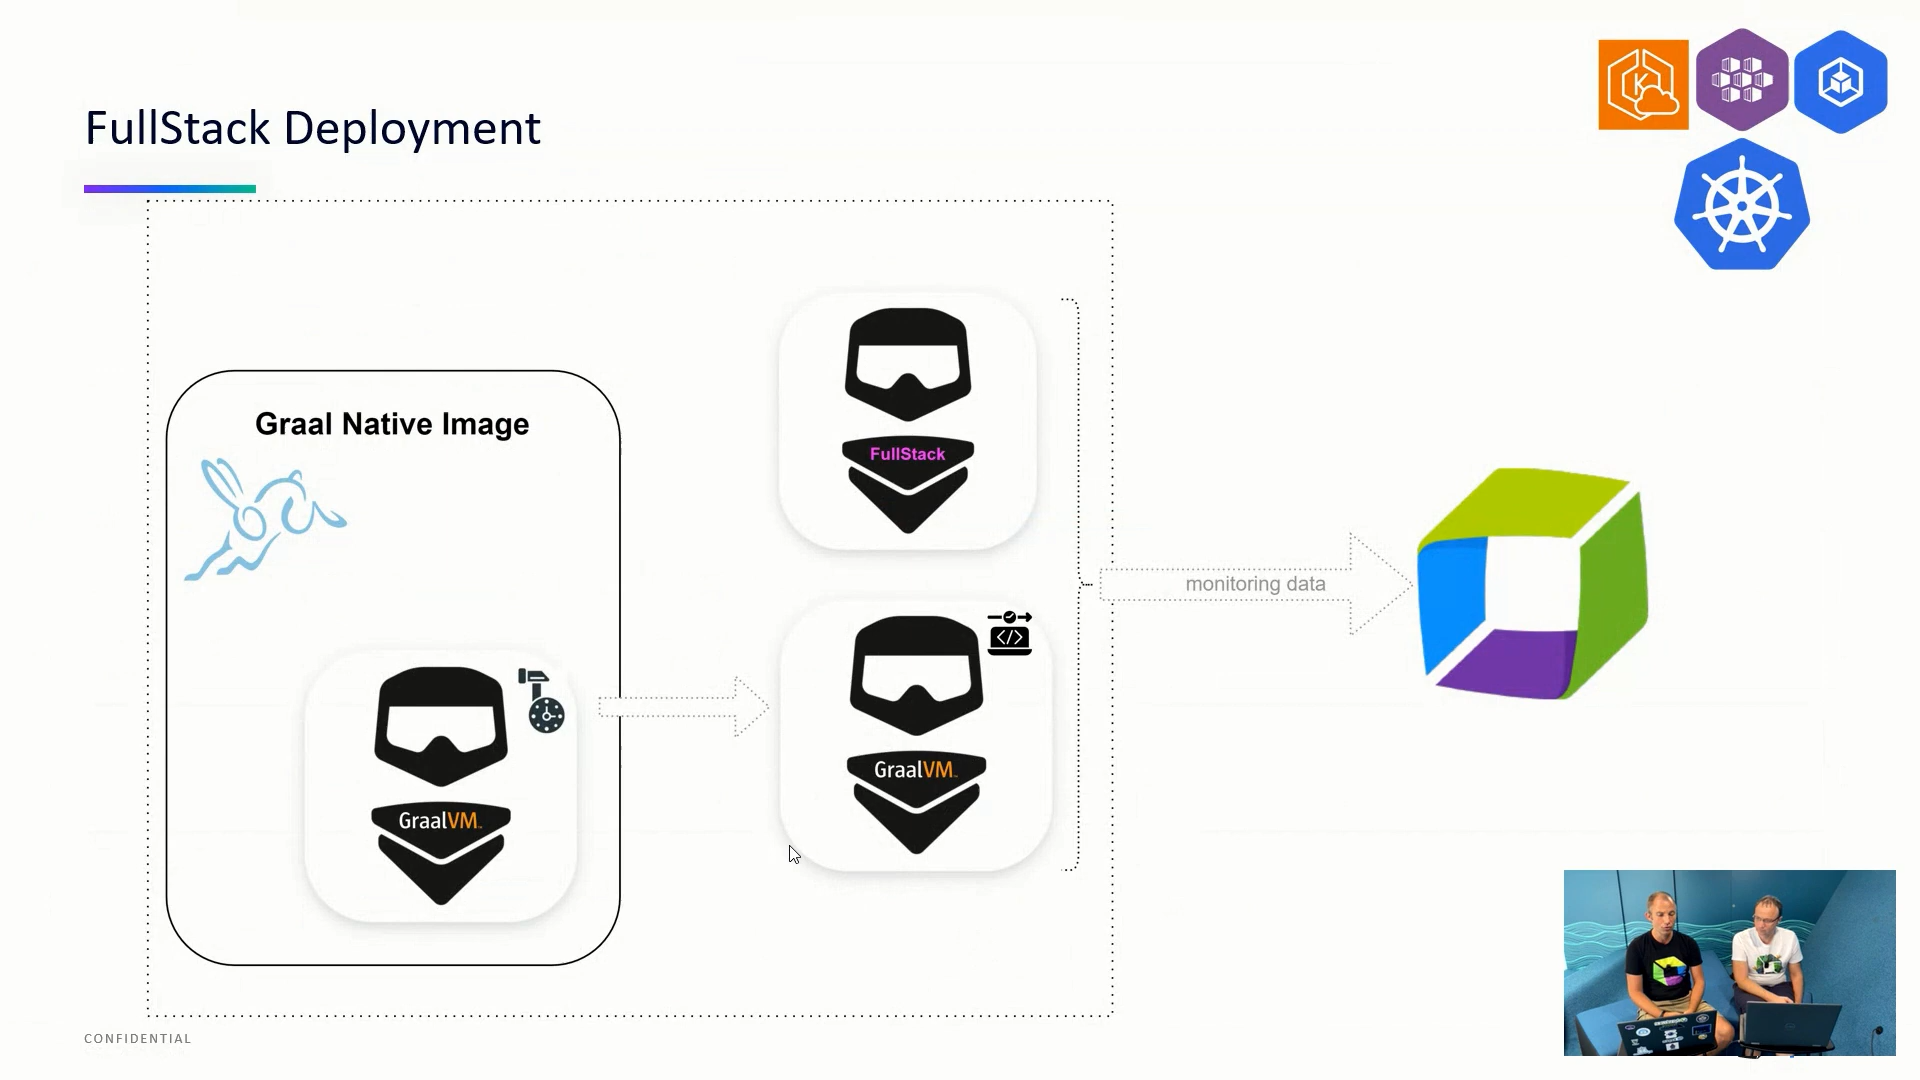 FullStack Deployment
Graal Native Image
FullStack
monitoring data
GraalVM
GraalVM
CONFIDENTIAL